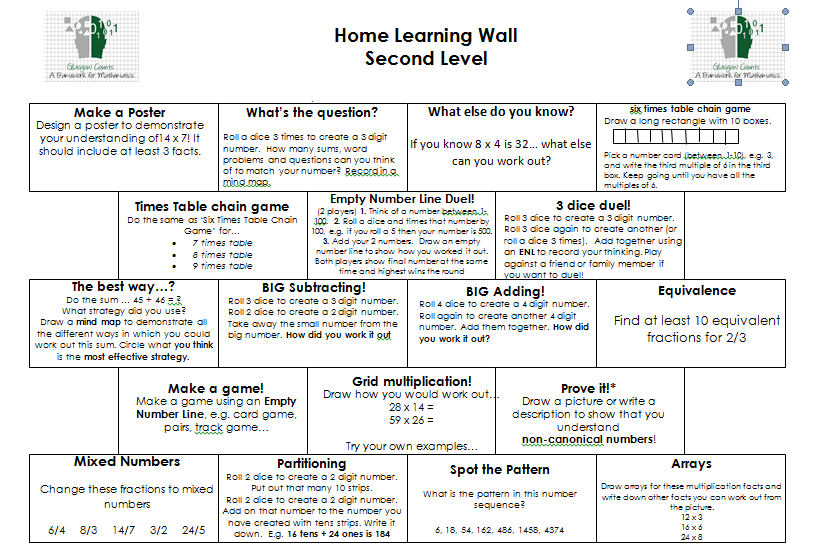 Home Learning Wall
Second Level
Glasgow Counts
A Framework for Mathematics
Glasgow Counts
A Framework for Mathematics
Make a Poster
Design a poster to demonstrate
your understanding of14 x 7! It
should include at least 3 facts.
What's the question?
Roll a dice 3 times to create a 3 digit
number. How many sums, word
problems and questions can you think
of to match your number? Record in a
mind map.
What else do you know?
If you know 8 x 4 is 32... what else
can you work out?
six times table chain game
Draw a long rectangle with 10 boxes.
Pick a number card (between 1-10), e.g. 3,
and write the third multiple of 6 in the third
box. Keep going until you have all the
multiples of 6.
Times Table chain game
Do the same as 'Six Times Table Chain
Game' for...
• 7 times table
• 8 times table
• 9 times table
Empty Number Line Duel!
(2 players) 1. Think of a number between 1-
100. 2. Roll a dice and times that number by
100, e.g. if you roll a 5 then your number is 500.
3. Add your 2 numbers. Draw an empty
number line to show how you worked it out.
Both players show final number at the same
time and highest wins the round
3 dice duel!
Roll 3 dice to create a 3 digit number.
Roll 3 dice again to create another (or
roll a dice 3 times). Add together using
an ENL to record your thinking. Play
against a friend or family member if
you want to duel!
The best way...?
Do the sum ... 45 + 46 = ?
What strategy did you use?
Draw a mind map to demonstrate all
the different ways in which you could
work out this sum. Circle what you think
is the most effective strategy.
BIG Subtracting!
Roll 3 dice to create a 3 digit number.
Roll 2 dice to create a 2 digit number.
Take away the small number from the
big number. How did you work it out
BIG Adding!
Roll 4 dice to create a 4 digit number.
Roll again to create another 4 digit
number. Add them together. How did
you work it out?
Equivalence
Find at least 10 equivalent
fractions for 2/3
Make a game!
Make a game using an Empty
Number Line, e.g. card game,
pairs, track game...
Grid multiplication!
Draw how you would work out...
28 x 14 =
59 x 26 =
Try your own examples...
Prove it!*
Draw a picture or write a
description to show that you
understand
non-canonical numbers!
Mixed Numbers
Change these fractions to mixed
numbers
6/4 8/3 14/7 3/2 24/5
Partitioning
Roll 2 dice to create a 2 digit number.
Put out that many 10 strips.
Roll 2 dice to create a 2 digit number.
Add on that number to the number you
have created with tens strips. Write it
down. E.g. 16 tens + 24 ones is 184
Spot the Pattern
What is the pattern in this number
sequence?
6, 18, 54, 162, 486, 1458, 4374
Arrays
Draw arrays for these multiplication facts and
write down other facts you can work out from
the picture.
12 x 3
16 x 6
24 x 8